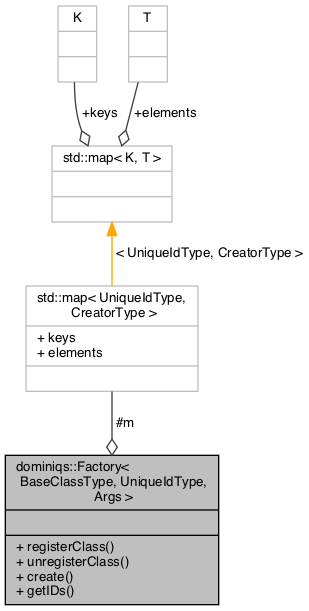 K
T
+keys
+elements
std::map< K, T >
< UniqueIdType, CreatorType >
std::map< UniqueIdType,
CreatorType >
+ keys
+ elements
#m
dominiqs::Factory<
BaseClassType, UniqueIdType,
Args >
+ registerClass()
+ unregisterClass()
+ create()
+ getIDs()